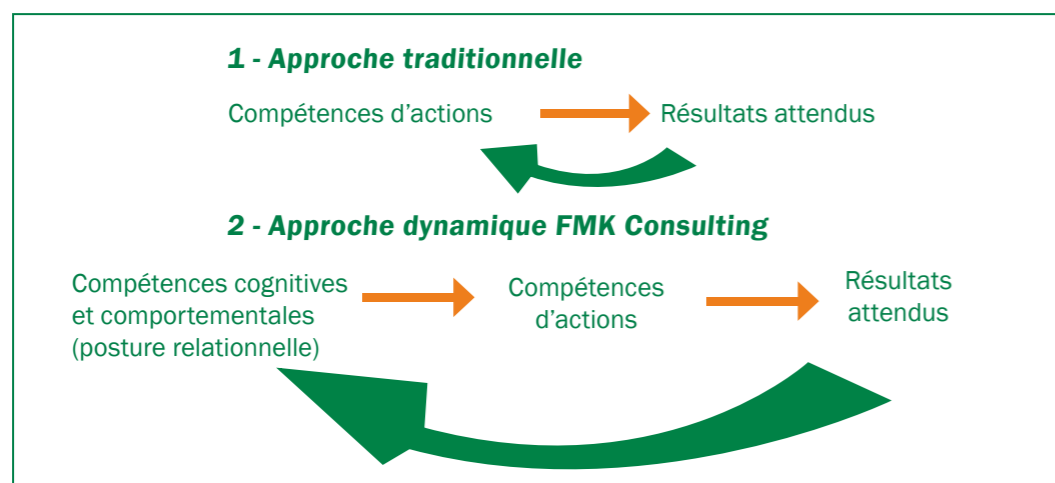 1 - Approche traditionnelle
Compétences d’actions
Résultats attendus
2 - Approche dynamique FMK Consulting
Compétences cognitives
et comportementales
(posture relationnelle)
Compétences
d’actions
Résultats
attendus